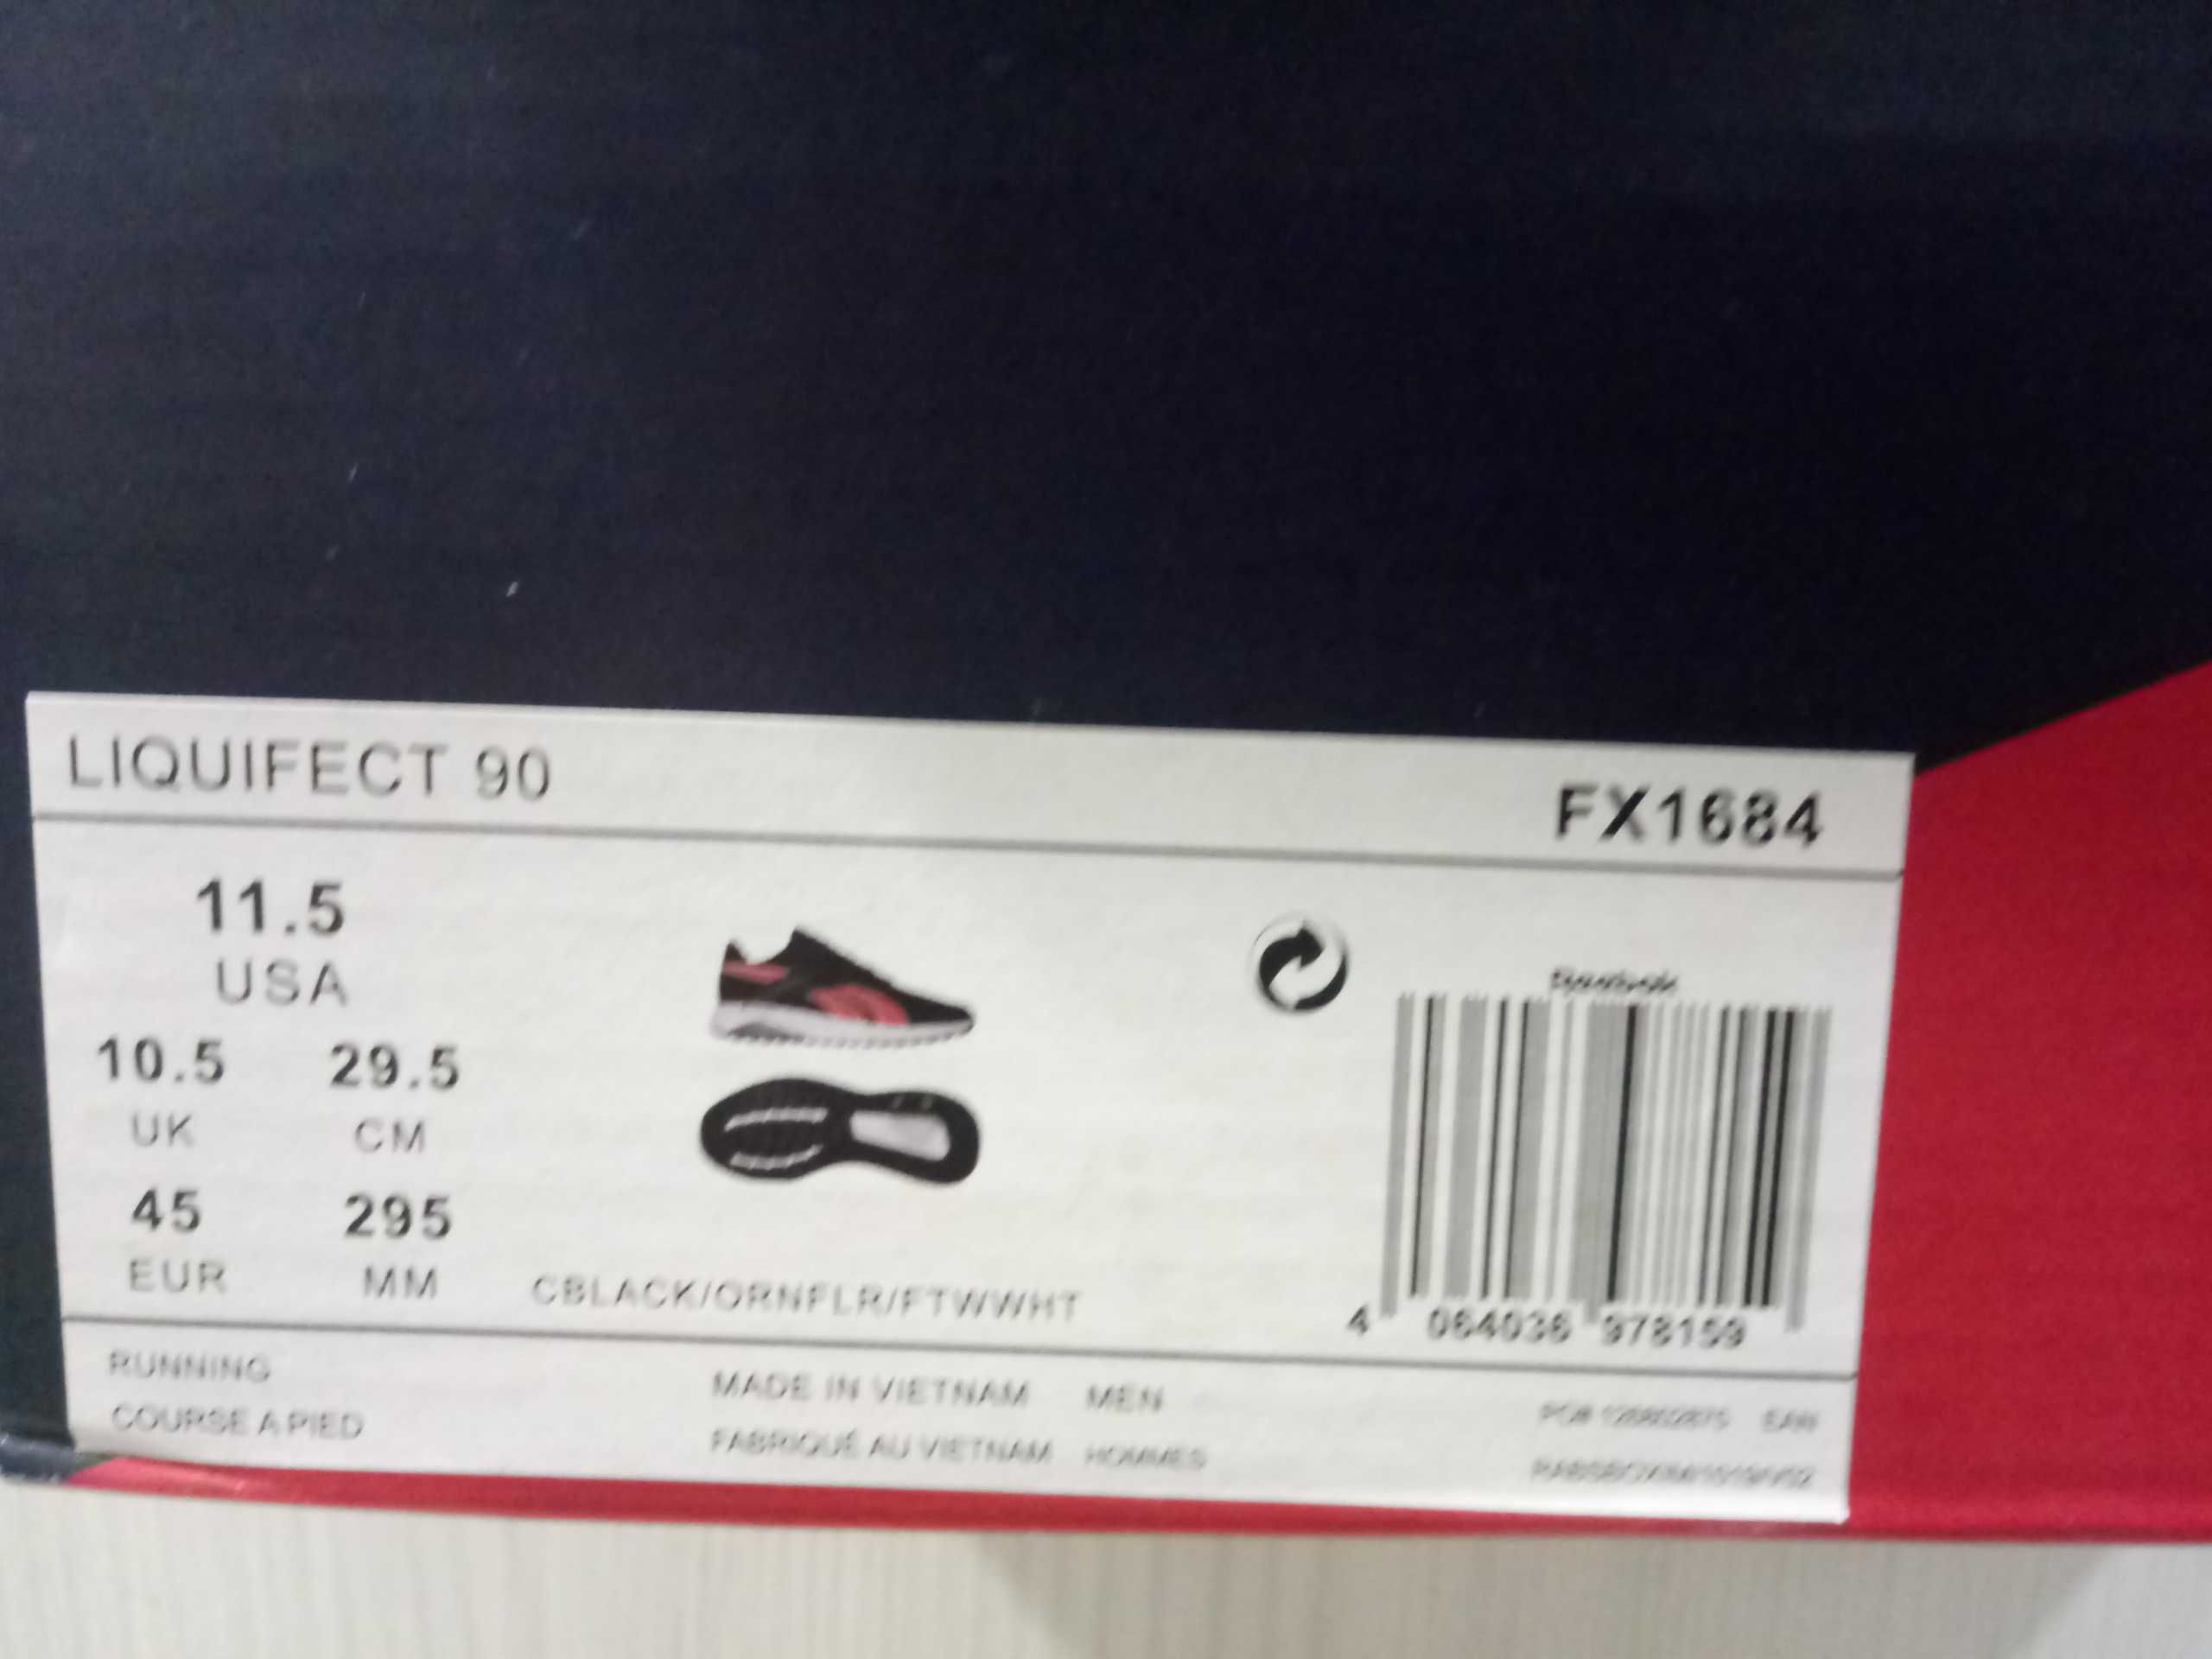 LIQUIFECT 90
FX1684
11.5
USA
10.5 29.5
UK CM
45 295
EUR MM
CBLACK/ORNFLR/FTWWHT
4 064036 978159
RUNNING
COURSE A PIED
MADE IN VIETNAM MEN
FABRIQUÉ AU VIETNAM HOMMES
EAN